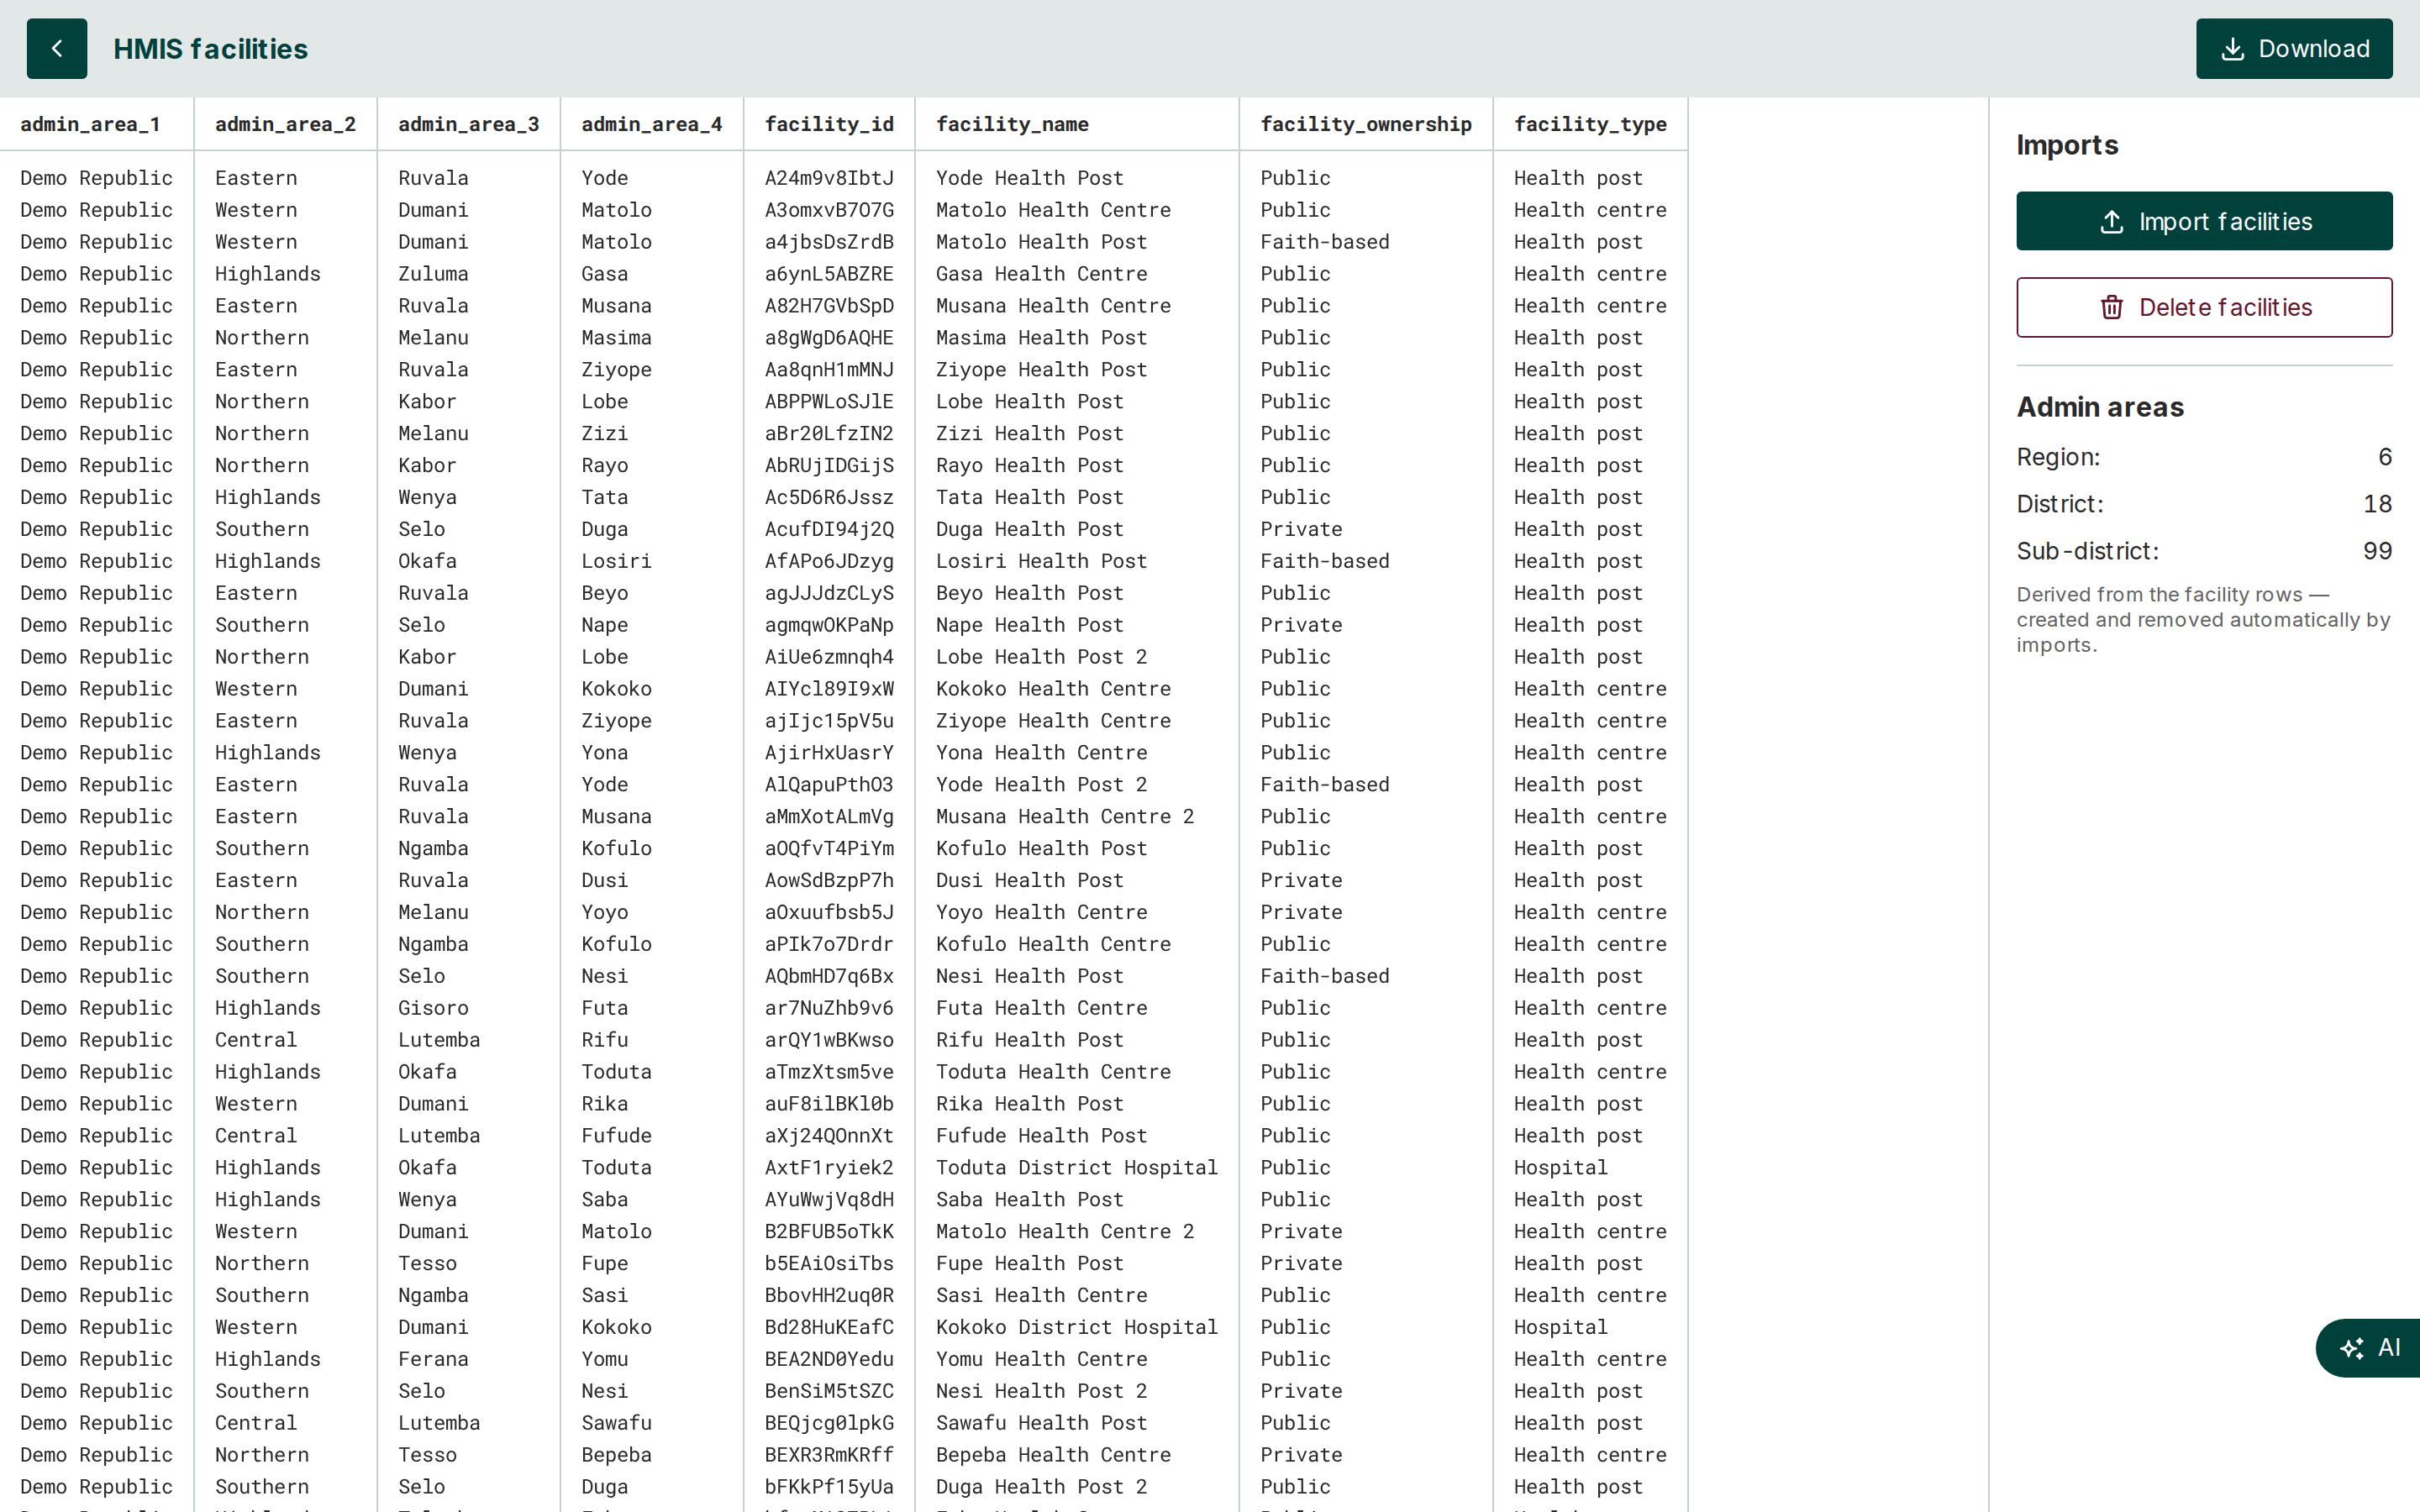 HMIS facilities
Download
admin_area_1 admin_area_2 admin_area_3 admin_area_4 facility_id facility_name facility_ownership facility_type
Demo Republic Eastern Ruvala Yode A24m9v8IbtJ Yode Health Post Public Health post
Demo Republic Western Dumani Matolo A3omxvB7O7G Matolo Health Centre Public Health centre
Demo Republic Western Dumani Matolo a4jbsDsZrdB Matolo Health Post Faith-based Health post
Demo Republic Highlands Zuluma Gasa a6ynL5ABZRE Gasa Health Centre Public Health centre
Demo Republic Eastern Ruvala Musana A82H7GVbSpD Musana Health Centre Public Health centre
Demo Republic Northern Melanu Masima a8gWgD6AQHE Masima Health Post Public Health post
Demo Republic Eastern Ruvala Ziyope Aa8qnH1mMNJ Ziyope Health Post Public Health post
Demo Republic Northern Kabor Lobe ABPPWLoSJlE Lobe Health Post Public Health post
Demo Republic Northern Melanu Zizi aBr20LfzIN2 Zizi Health Post Public Health post
Demo Republic Northern Kabor Rayo AbRUjIDGijS Rayo Health Post Public Health post
Demo Republic Highlands Wenya Tata Ac5D6R6Jssz Tata Health Post Public Health post
Demo Republic Southern Selo Duga AcufDI94j2Q Duga Health Post Private Health post
Demo Republic Highlands Okafa Losiri AfAPo6JDzyg Losiri Health Post Faith-based Health post
Demo Republic Eastern Ruvala Beyo agJJJdzCLyS Beyo Health Post Public Health post
Demo Republic Southern Selo Nape agmqwOKPaNp Nape Health Post Private Health post
Demo Republic Northern Kabor Lobe AiUe6zmnqh4 Lobe Health Post 2 Public Health post
Demo Republic Western Dumani Kokoko AIYcl89I9xW Kokoko Health Centre Public Health centre
Demo Republic Eastern Ruvala Ziyope ajIjc15pV5u Ziyope Health Centre Public Health centre
Demo Republic Highlands Wenya Yona AjirHxUasrY Yona Health Centre Public Health centre
Demo Republic Eastern Ruvala Yode AlQapuPthO3 Yode Health Post 2 Faith-based Health post
Demo Republic Eastern Ruvala Musana aMmXotALmVg Musana Health Centre 2 Public Health centre
Demo Republic Southern Ngamba Kofulo aOQfvT4PiYm Kofulo Health Post Public Health post
Demo Republic Eastern Ruvala Dusi AowSdBzpP7h Dusi Health Post Private Health post
Demo Republic Northern Melanu Yoyo aOxuufbsb5J Yoyo Health Centre Private Health centre
Demo Republic Southern Ngamba Kofulo aPIk7o7Drdr Kofulo Health Centre Public Health centre
Demo Republic Southern Selo Nesi AQbmHD7q6Bx Nesi Health Post Faith-based Health post
Demo Republic Highlands Gisoro Futa ar7NuZhb9v6 Futa Health Centre Public Health centre
Demo Republic Central Lutemba Rifu arQY1wBKwso Rifu Health Post Public Health post
Demo Republic Highlands Okafa Toduta aTmzXtsm5ve Toduta Health Centre Public Health centre
Demo Republic Western Dumani Rika auF8ilBKl0b Rika Health Post Public Health post
Demo Republic Central Lutemba Fufude aXj24QOnnXt Fufude Health Post Public Health post
Demo Republic Highlands Okafa Toduta AxtF1ryiek2 Toduta District Hospital Public Hospital
Demo Republic Highlands Wenya Saba AYuWwjVq8dH Saba Health Post Public Health post
Demo Republic Western Dumani Matolo B2BFUB5oTkK Matolo Health Centre 2 Private Health centre
Demo Republic Northern Tesso Fupe b5EAiOsiTbs Fupe Health Post Private Health post
Demo Republic Southern Ngamba Sasi BbovHH2uq0R Sasi Health Centre Public Health centre
Demo Republic Western Dumani Kokoko Bd28HuKEafC Kokoko District Hospital Public Hospital
Demo Republic Highlands Ferana Yomu BEA2ND0Yedu Yomu Health Centre Public Health centre
Demo Republic Southern Selo Nesi BenSiM5tSZC Nesi Health Post 2 Private Health post
Demo Republic Central Lutemba Sawafu BEQjcg0lpkG Sawafu Health Post Public Health post
Demo Republic Northern Tesso Bepeba BEXR3RmKRff Bepeba Health Centre Private Health centre
Demo Republic Southern Selo Duga bFKkPf15yUa Duga Health Post 2 Public Health post
Imports
Import facilities
Delete facilities
Admin areas
Region: 6
District: 18
Sub-district: 99
Derived from the facility rows —
created and removed automatically by
imports.
AI